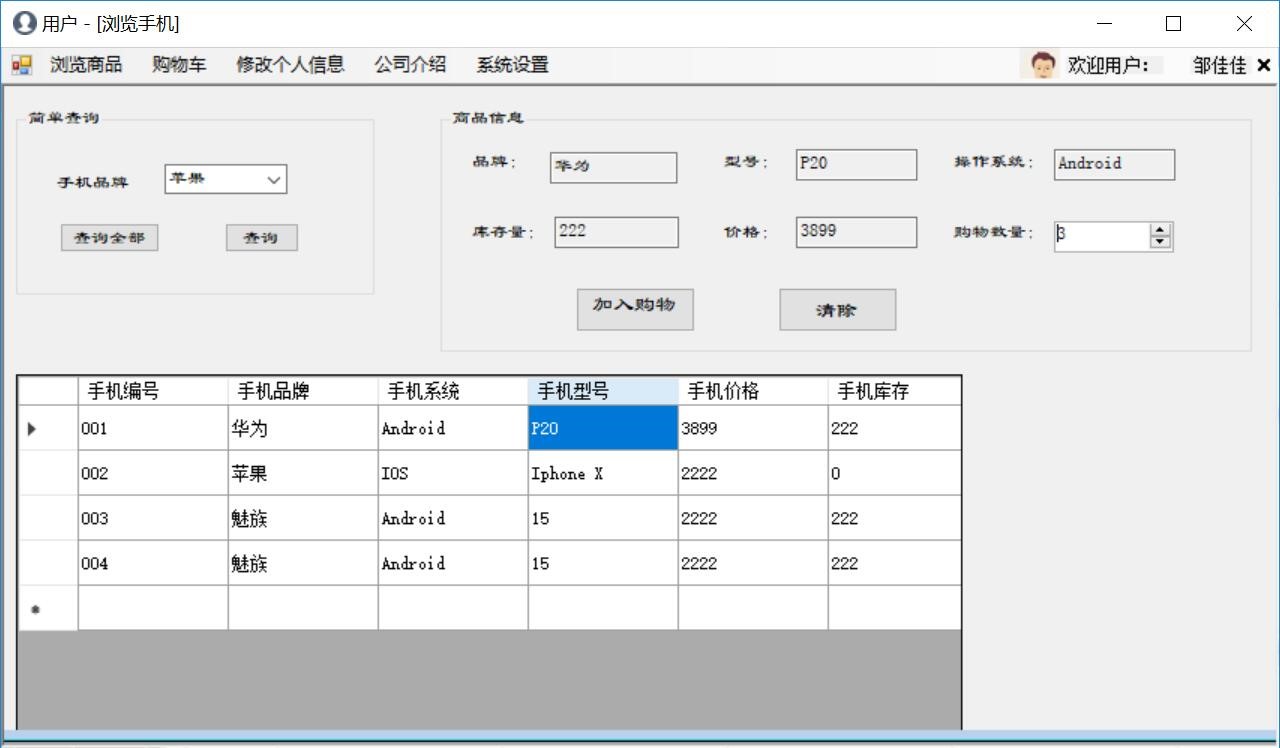 用户 - [浏览手机]
浏览商品 购物车 修改个人信息 公司介绍 系统设置 欢迎用户： 邹佳佳
简单查询
手机品牌 苹果
查询全部 查询
商品信息
品牌： 华为 型号： P20 操作系统： Android
库存量： 222 价格： 3899 购物数量： 3
加入购物 清除
手机编号 手机品牌 手机系统 手机型号 手机价格 手机库存
001 华为 Android P20 3899 222
002 苹果 IOS Iphone X 2222 0
003 魅族 Android 15 2222 222
004 魅族 Android 15 2222 222